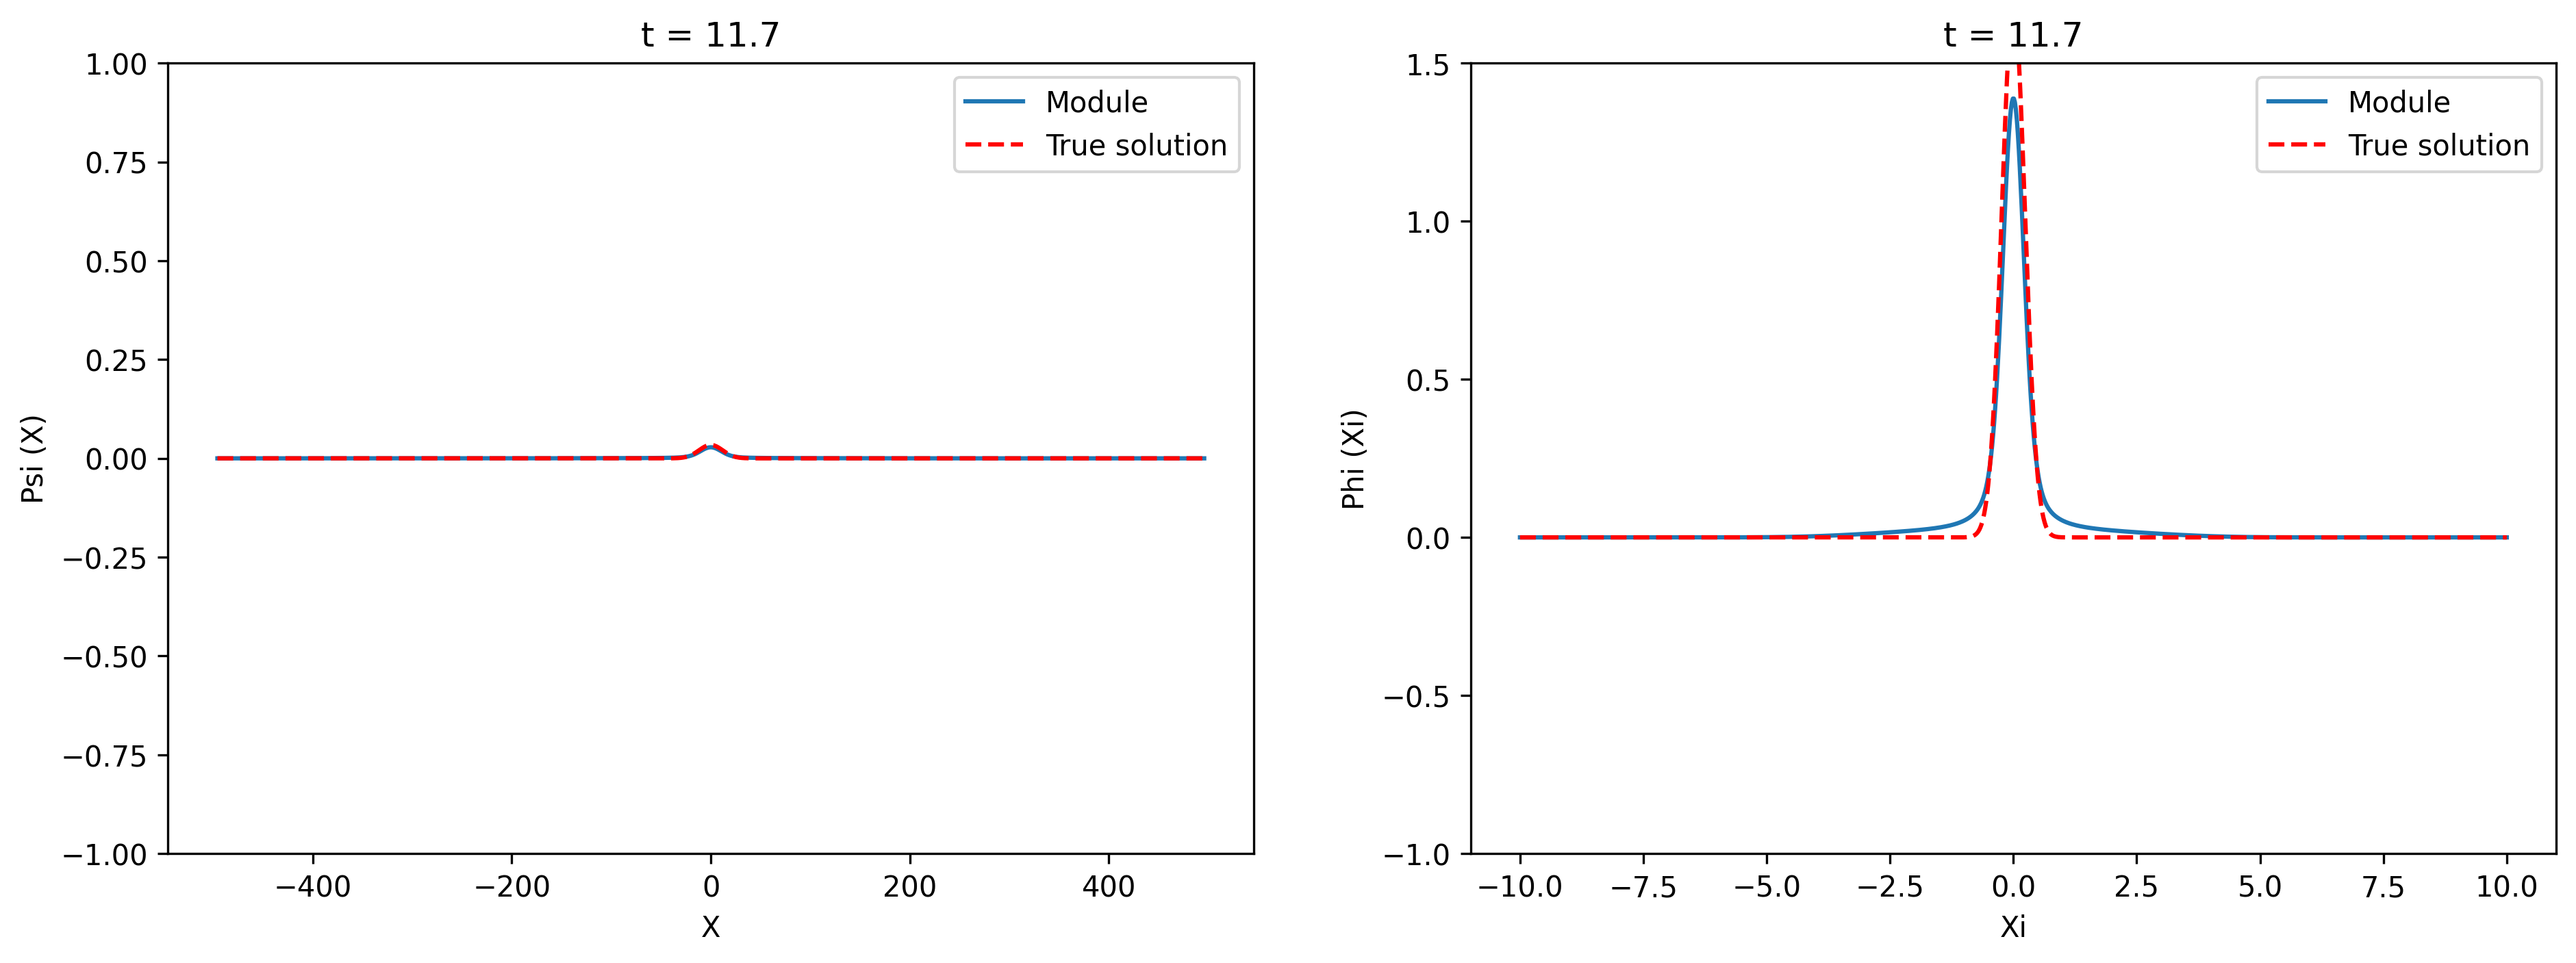 t = 11.7
1.00
0.75
0.50
0.25
0.00
−0.25
−0.50
−0.75
−1.00
Psi (X)
−400
−200
0
200
400
X
Module
True solution
t = 11.7
1.5
1.0
0.5
0.0
−0.5
−1.0
Phi (Xi)
−10.0
−7.5
−5.0
−2.5
0.0
2.5
5.0
7.5
10.0
Xi
Module
True solution